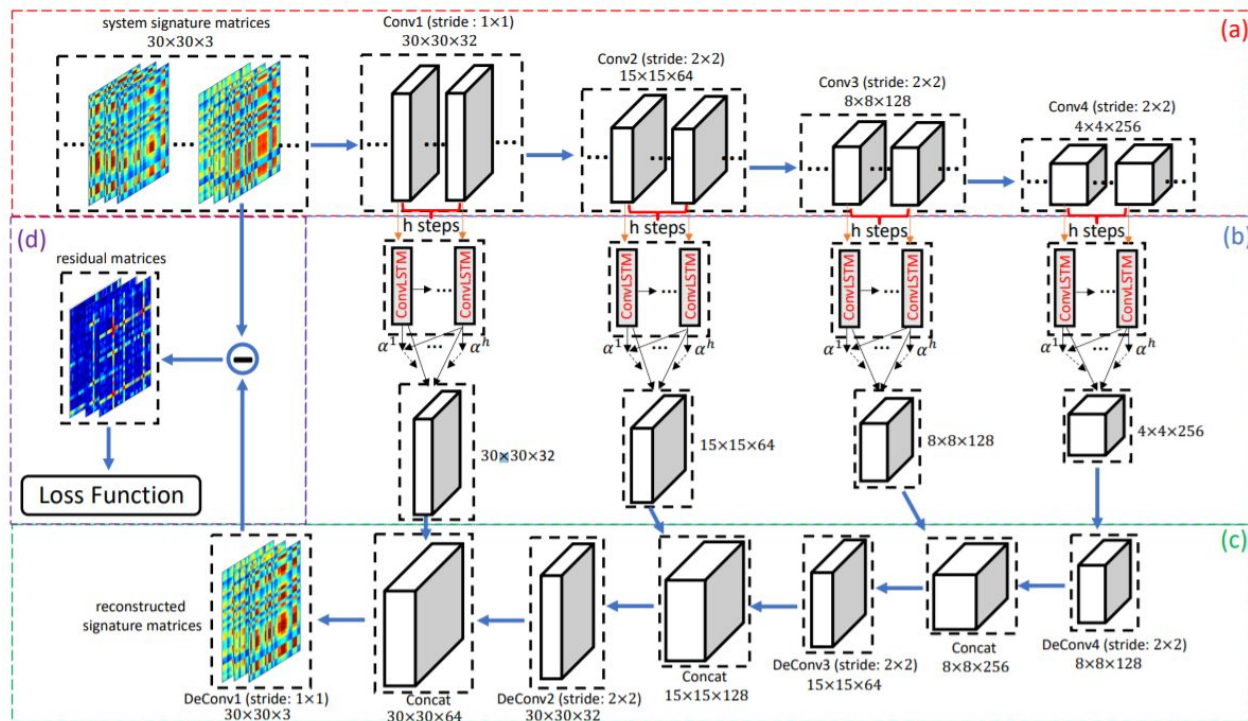 system signature matrices
30×30×3
Conv1 (stride : 1×1)
30×30×32
Conv2 (stride: 2×2)
15×15×64
Conv3 (stride: 2×2)
8×8×128
Conv4 (stride: 2×2)
4×4×256
(a)
h steps
h steps
h steps
h steps
(b)
ConvLSTM
...
ConvLSTM
ConvLSTM
...
ConvLSTM
ConvLSTM
...
ConvLSTM
ConvLSTM
...
ConvLSTM
α¹ ... αʰ
α¹ ... αʰ
α¹ ... αʰ
α¹ ... αʰ
30×30×32
15×15×64
8×8×128
4×4×256
(d)
residual matrices
Loss Function
(c)
reconstructed
signature matrices
DeConv1 (stride: 1×1)
30×30×3
Concat
30×30×64
DeConv2 (stride: 2×2)
30×30×32
Concat
15×15×128
DeConv3 (stride: 2×2)
15×15×64
Concat
8×8×256
DeConv4 (stride: 2×2)
8×8×128